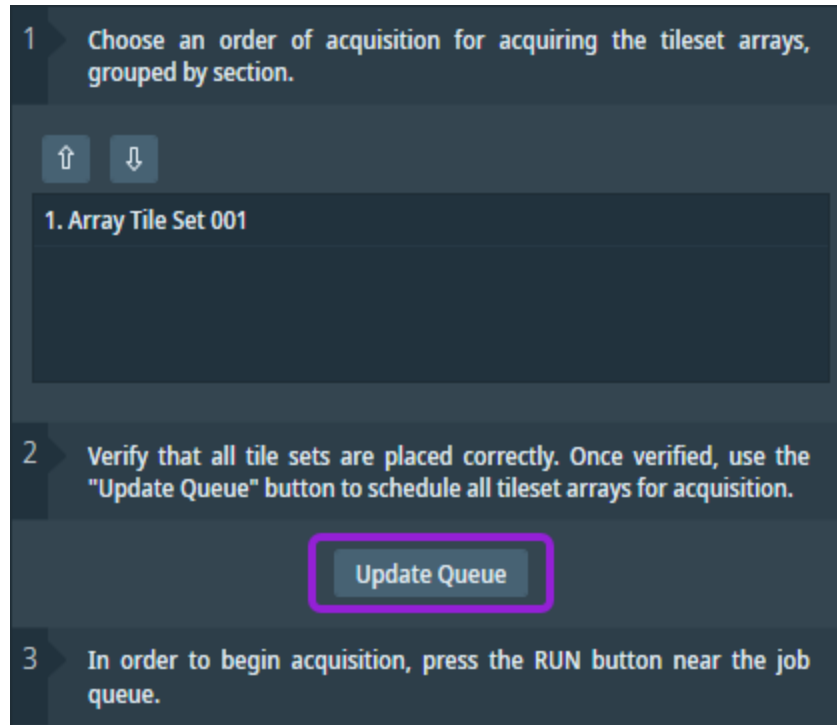 1
Choose an order of acquisition for acquiring the tileset arrays,
grouped by section.
1. Array Tile Set 001
2
Verify that all tile sets are placed correctly. Once verified, use the
"Update Queue" button to schedule all tileset arrays for acquisition.
Update Queue
3
In order to begin acquisition, press the RUN button near the job
queue.